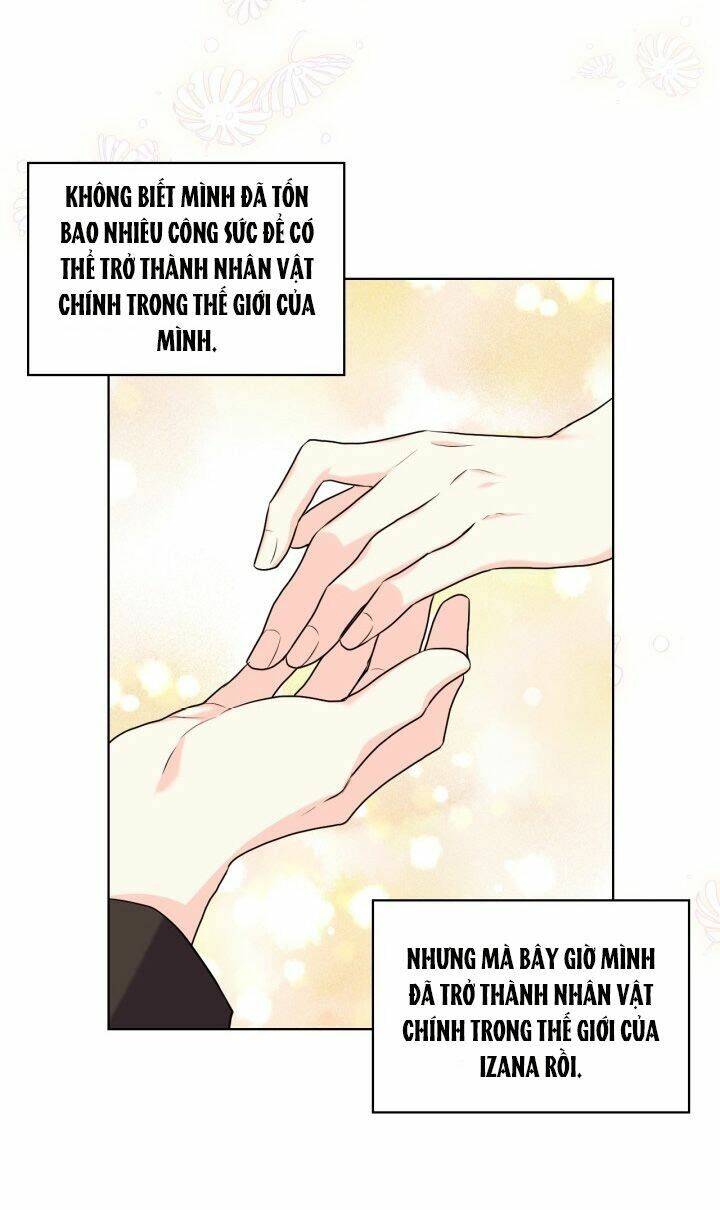 KHÔNG BIẾT MÌNH ĐÃ TỐN
BAO NHIÊU CÔNG SỨC ĐỂ CÓ
THỂ TRỞ THÀNH NHÂN VẬT
CHÍNH TRONG THẾ GIỚI CỦA
MÌNH.
NHƯNG MÀ BÂY GIỜ MÌNH
ĐÃ TRỞ THÀNH NHÂN VẬT
CHÍNH TRONG THẾ GIỚI CỦA
IZANA RỒI.